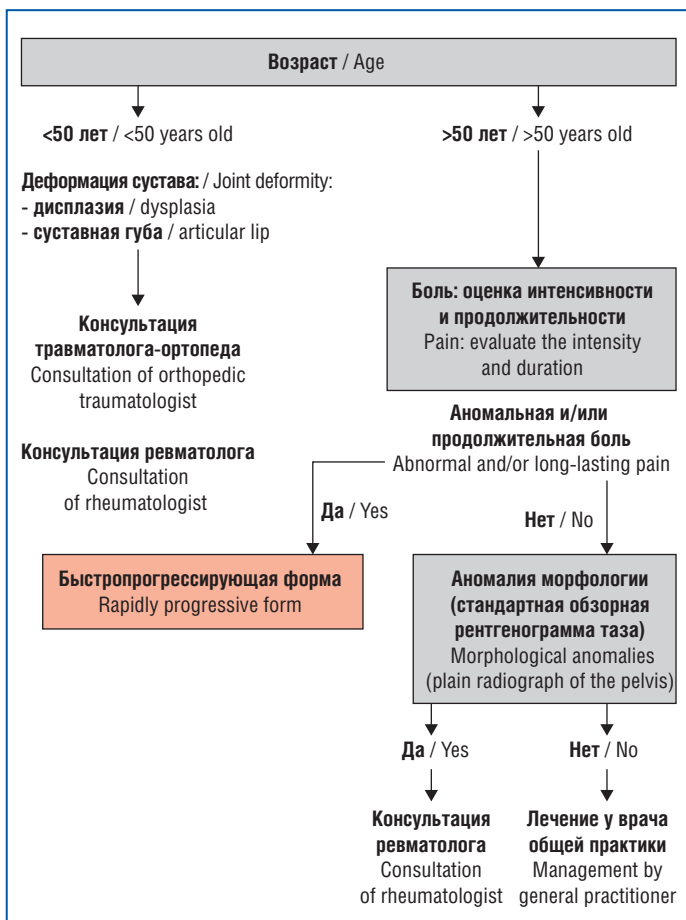 Возраст / Age
<50 лет / <50 years old
>50 лет / >50 years old
Деформация сустава: / Joint deformity:
- дисплазия / dysplasia
- суставная губа / articular lip
Консультация
травматолога-ортопеда
Consultation of orthopedic
traumatologist
Консультация ревматолога
Consultation
of rheumatologist
Боль: оценка интенсивности
и продолжительности
Pain: evaluate the intensity
and duration
Аномальная и/или
продолжительная боль
Abnormal and/or long-lasting pain
Да / Yes
Нет / No
Быстропрогрессирующая форма
Rapidly progressive form
Аномалия морфологии
(стандартная обзорная
рентгенограмма таза)
Morphological anomalies
(plain radiograph of the pelvis)
Да / Yes
Нет / No
Консультация
ревматолога
Consultation
of rheumatologist
Лечение у врача
общей практики
Management by
general practitioner